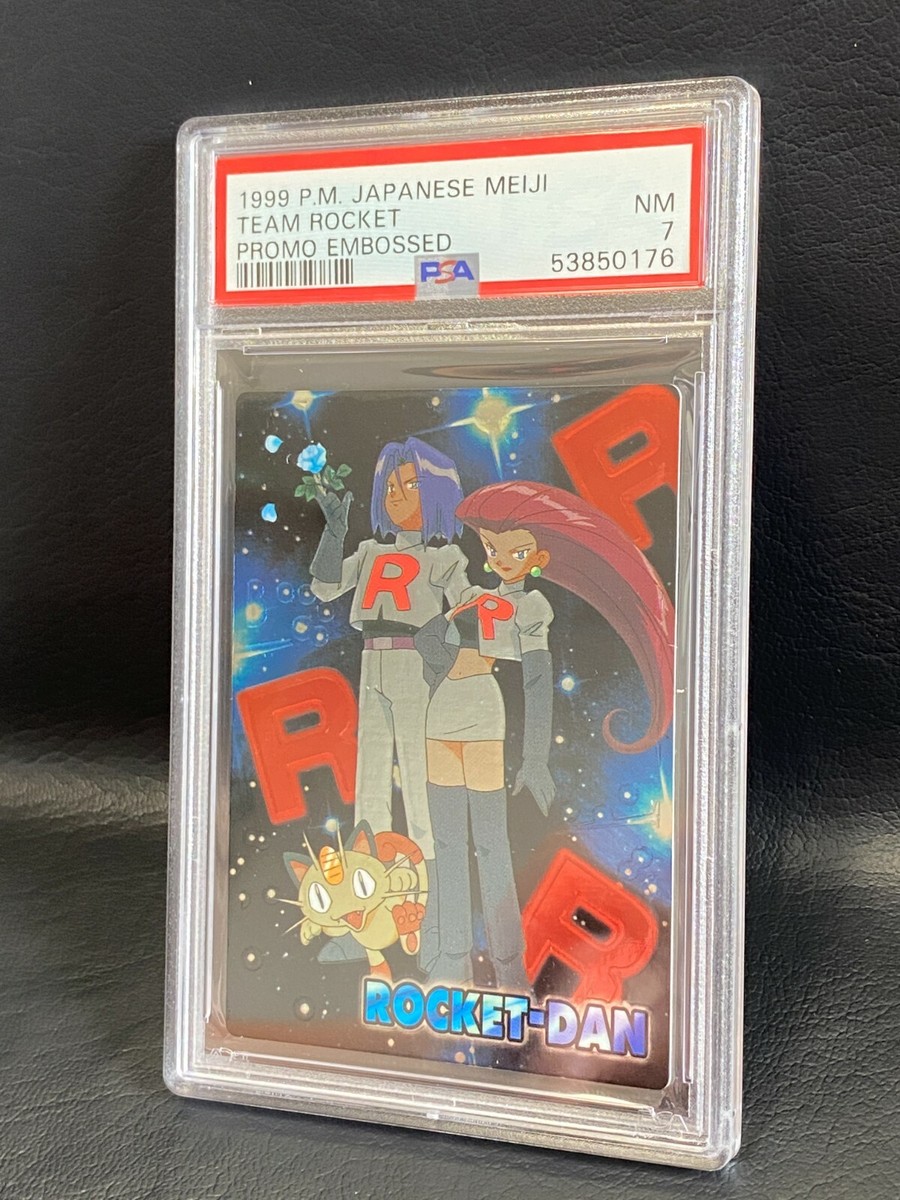 1999 P.M. JAPANESE MEIJI
TEAM ROCKET
PROMO EMBOSSED
NM
7
53850176
PSA
R
R
R
R
R
ROCKET-DAN